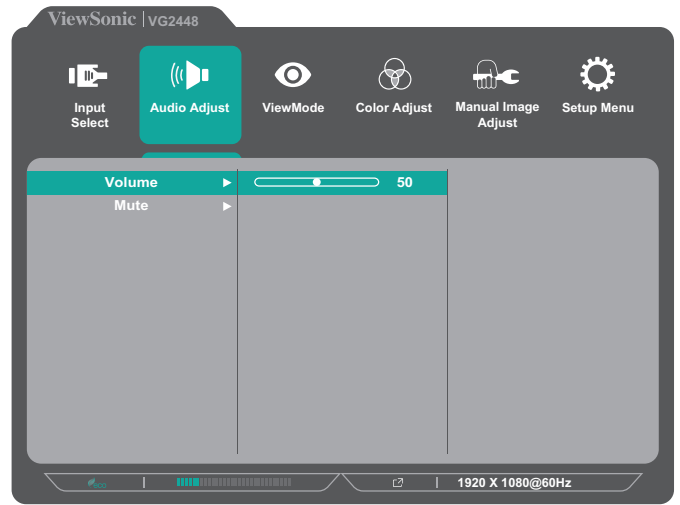 ViewSonic | VG2448
Input Select
Audio Adjust
ViewMode
Color Adjust
Manual Image Adjust
Setup Menu
Volume 50
Mute
eco
1920 X 1080@60Hz